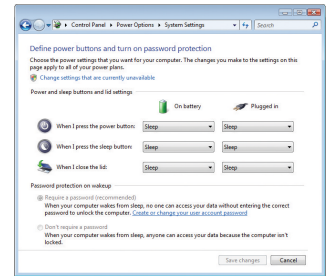 Control Panel ▸ Power Options ▸ System Settings
Search
Define power buttons and turn on password protection
Choose the power settings that you want for your computer. The changes you make to the settings on this
page apply to all of your power plans.
Change settings that are currently unavailable
Power and sleep buttons and lid settings
On battery Plugged in
When I press the power button: Sleep Sleep
When I press the sleep button: Sleep Sleep
When I close the lid: Sleep Sleep
Password protection on wakeup
Require a password (recommended)
When your computer wakes from sleep, no one can access your data without entering the correct
password to unlock the computer. Create or change your user account password
Don't require a password
When your computer wakes from sleep, anyone can access your data because the computer isn't
locked.
Save changes Cancel